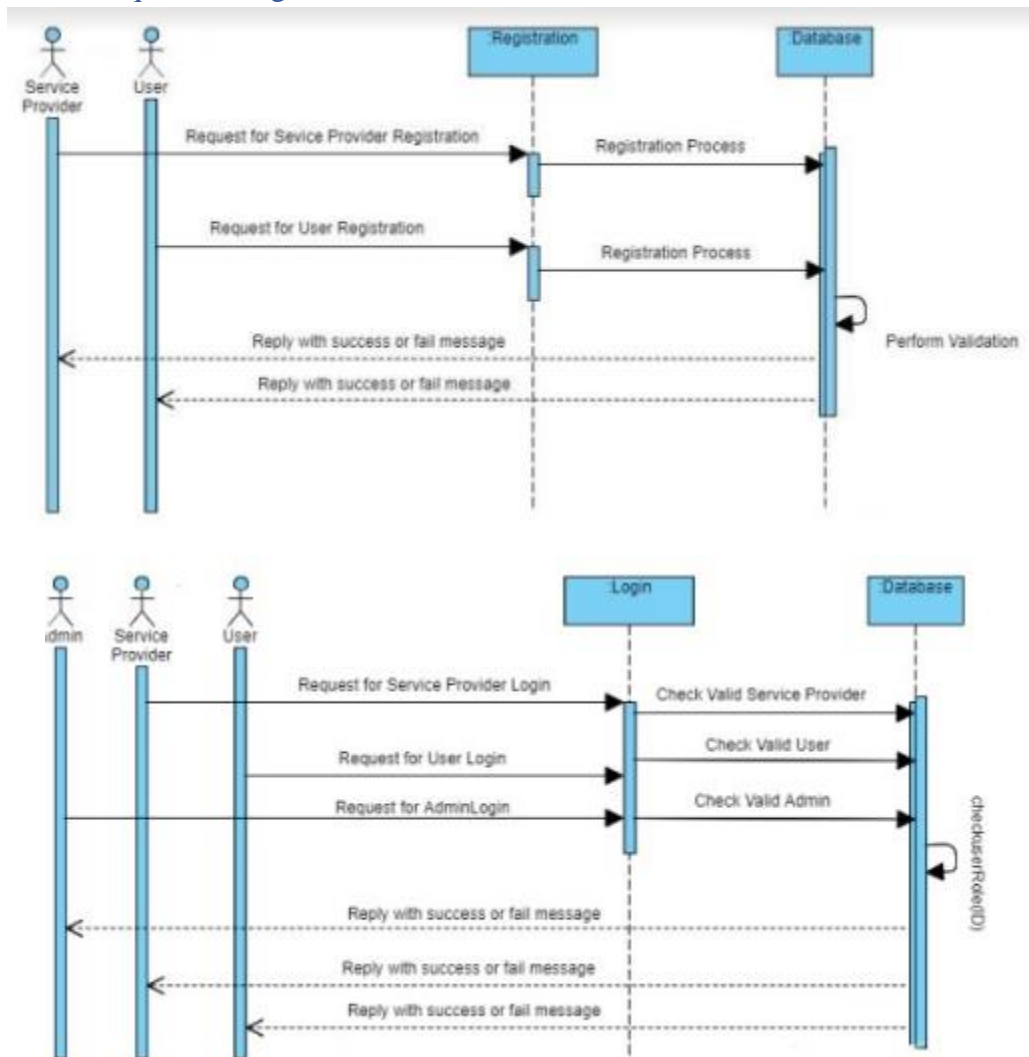 :Registration
:Database
Service
Provider
User
Request for Sevice Provider Registration
Registration Process
Request for User Registration
Registration Process
Perform Validation
Reply with success or fail message
Reply with success or fail message
:Login
:Database
dmin
Service
Provider
User
Request for Service Provider Login
Check Valid Service Provider
Check Valid User
Request for User Login
Request for AdminLogin
Check Valid Admin
checkuserRole(ID)
Reply with success or fail message
Reply with success or fail message
Reply with success or fail message